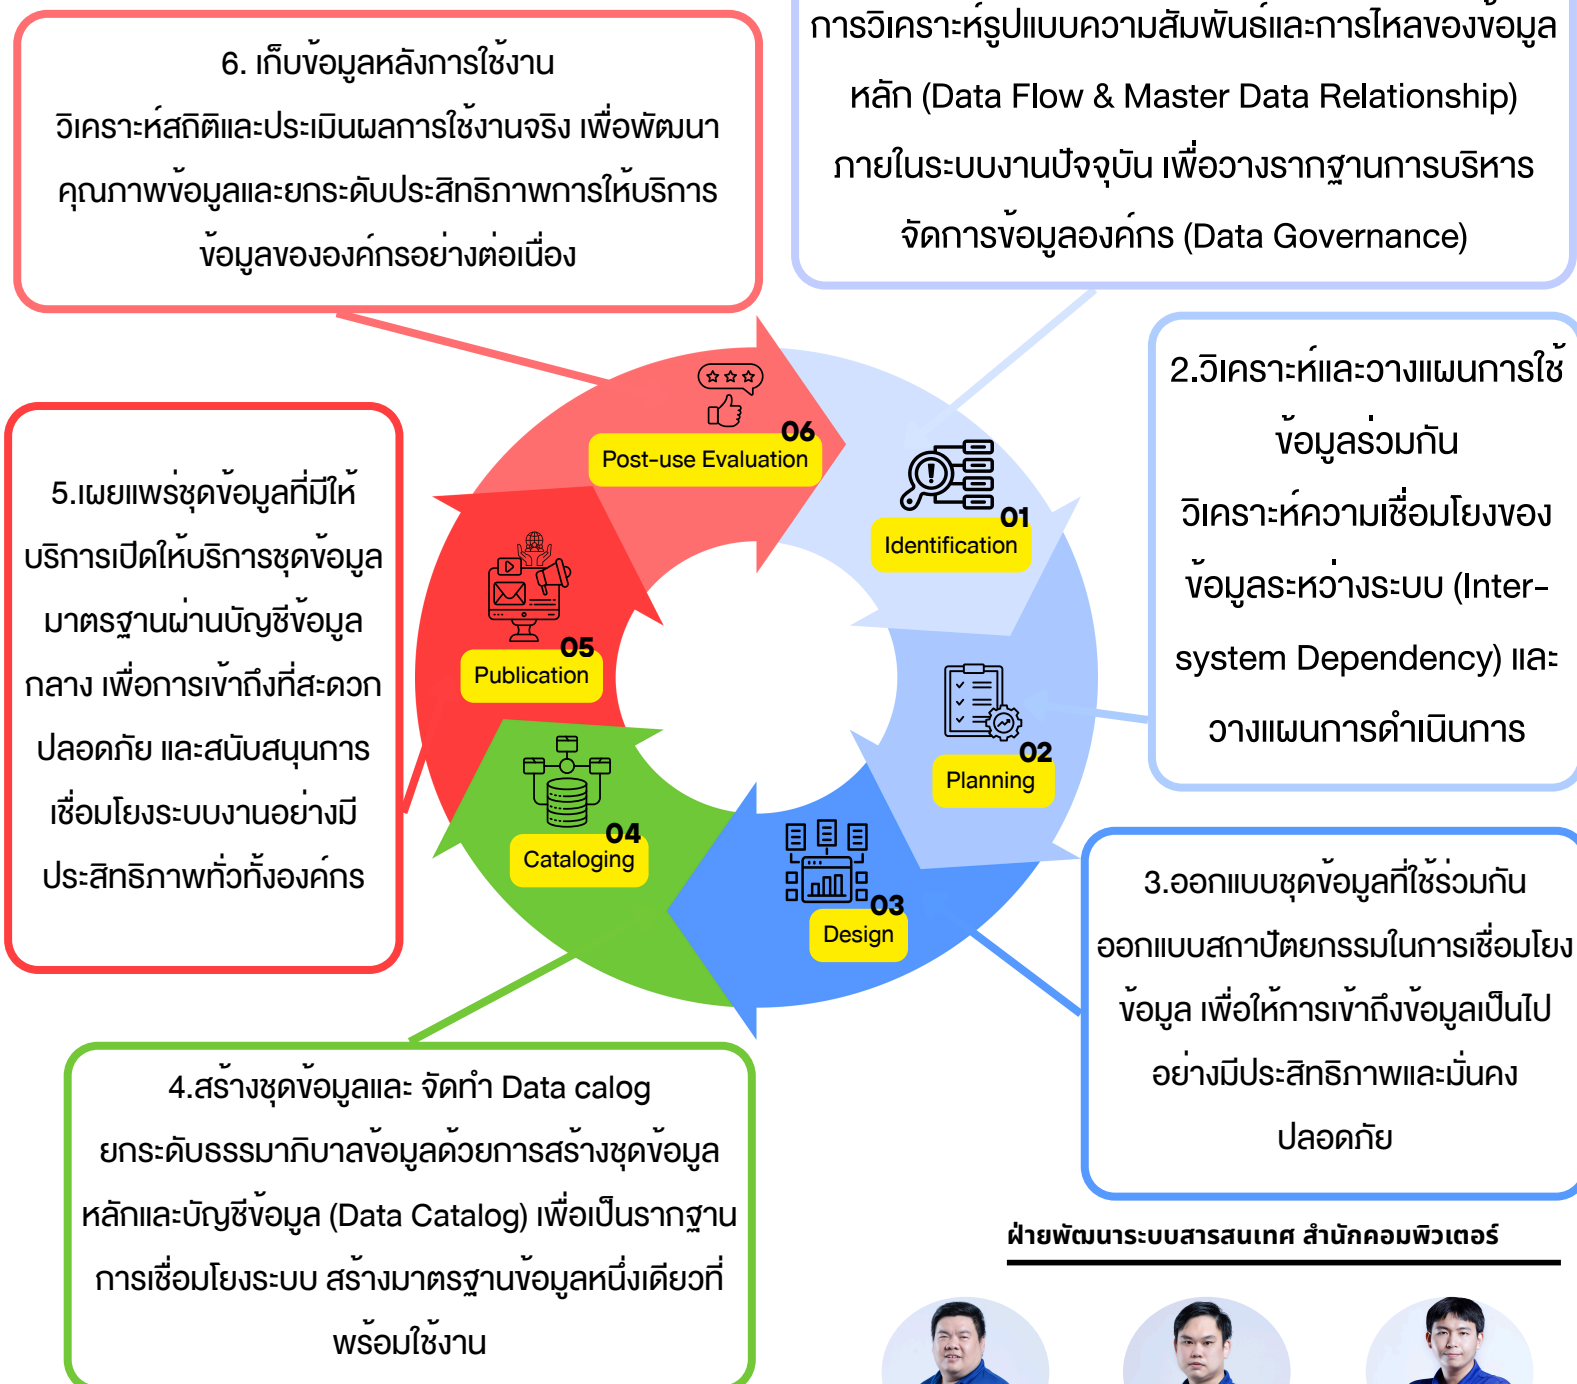 การวิเคราะห์รูปแบบความสัมพันธ์และการไหลของข้อมูล
หลัก (Data Flow & Master Data Relationship)
ภายในระบบงานปัจจุบัน เพื่อวางรากฐานการบริหาร
จัดการข้อมูลองค์กร (Data Governance)
6. เก็บข้อมูลหลังการใช้งาน
วิเคราะห์สถิติและประเมินผลการใช้งานจริง เพื่อพัฒนา
คุณภาพข้อมูลและยกระดับประสิทธิภาพการให้บริการ
ข้อมูลขององค์กรอย่างต่อเนื่อง
2.วิเคราะห์และวางแผนการใช้
ข้อมูลร่วมกัน
วิเคราะห์ความเชื่อมโยงของ
ข้อมูลระหว่างระบบ (Inter-
system Dependency) และ
วางแผนการดำเนินการ
06
Post-use Evaluation
01
Identification
05
Publication
02
Planning
04
Cataloging
03
Design
5.เผยแพร่ชุดข้อมูลที่มีให้
บริการเปิดให้บริการชุดข้อมูล
มาตรฐานผ่านบัญชีข้อมูล
กลาง เพื่อการเข้าถึงที่สะดวก
ปลอดภัย และสนับสนุนการ
เชื่อมโยงระบบงานอย่างมี
ประสิทธิภาพทั่วทั้งองค์กร
3.ออกแบบชุดข้อมูลที่ใช้ร่วมกัน
ออกแบบสถาปัตยกรรมในการเชื่อมโยง
ข้อมูล เพื่อให้การเข้าถึงข้อมูลเป็นไป
อย่างมีประสิทธิภาพและมั่นคง
ปลอดภัย
4.สร้างชุดข้อมูลและ จัดทำ Data calog
ยกระดับธรรมาภิบาลข้อมูลด้วยการสร้างชุดข้อมูล
หลักและบัญชีข้อมูล (Data Catalog) เพื่อเป็นรากฐาน
การเชื่อมโยงระบบ สร้างมาตรฐานข้อมูลหนึ่งเดียวที่
พร้อมใช้งาน
ฝ่ายพัฒนาระบบสารสนเทศ สำนักคอมพิวเตอร์